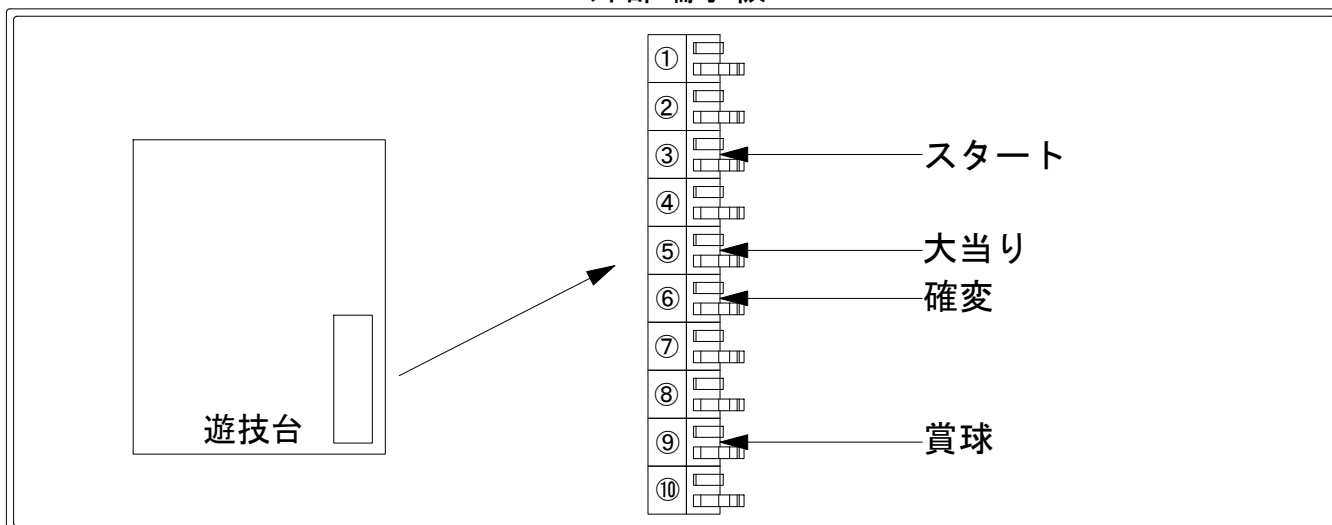 ①
②
③
スタート
④
⑤
大当り
⑥
確変
⑦
⑧
⑨
賞球
⑩
遊技台